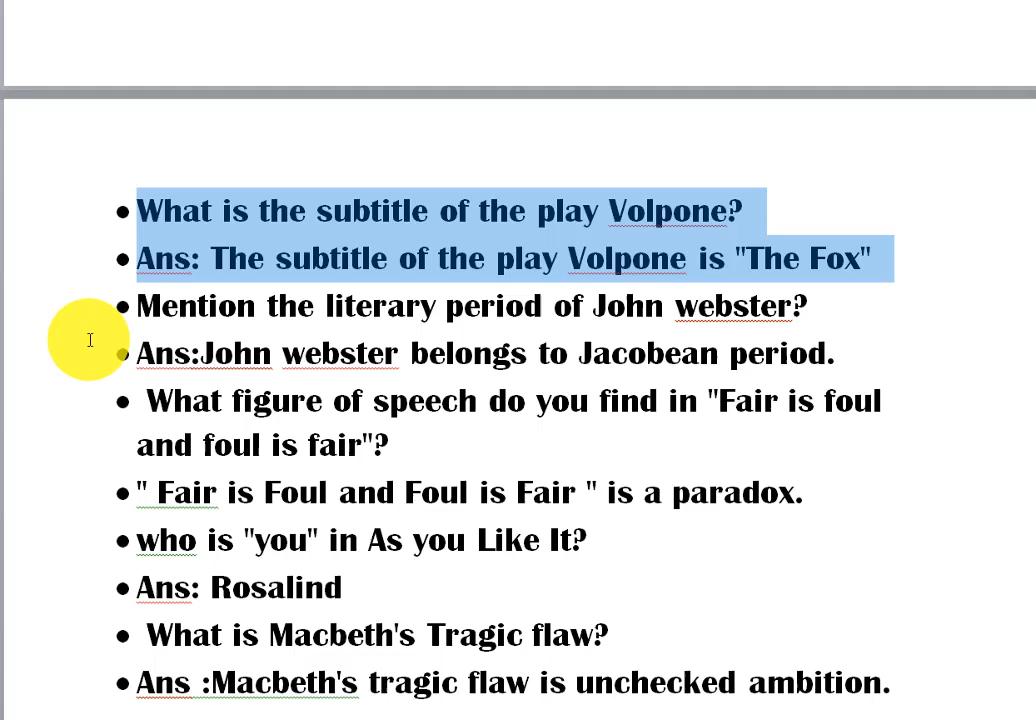 • What is the subtitle of the play Volpone?
• Ans: The subtitle of the play Volpone is "The Fox"
• Mention the literary period of John webster?
• Ans:John webster belongs to Jacobean period.
• What figure of speech do you find in "Fair is foul
and foul is fair"?
• " Fair is Foul and Foul is Fair " is a paradox.
• who is "you" in As you Like It?
• Ans: Rosalind
• What is Macbeth's Tragic flaw?
• Ans :Macbeth's tragic flaw is unchecked ambition.